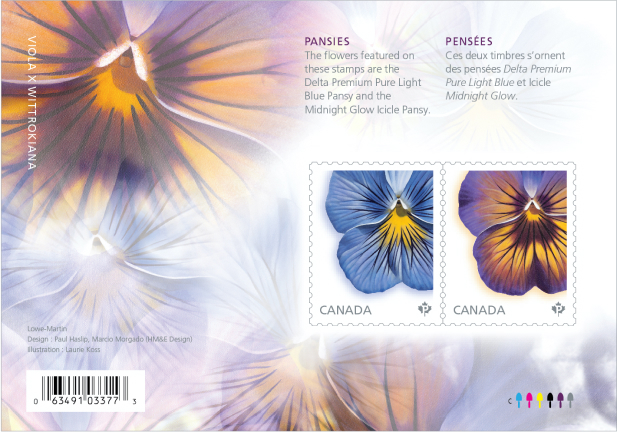 VIOLA X WITTROKIANA
PANSIES
The flowers featured on
these stamps are the
Delta Premium Pure Light
Blue Pansy and the
Midnight Glow Icicle Pansy.
PENSÉES
Ces deux timbres s’ornent
des pensées Delta Premium
Pure Light Blue et Icicle
Midnight Glow.
CANADA
P
CANADA
P
Lowe-Martin
Design : Paul Haslip, Marcio Morgado (HM&E Design)
Illustration : Laurie Koss
0 63491 03377 3
C